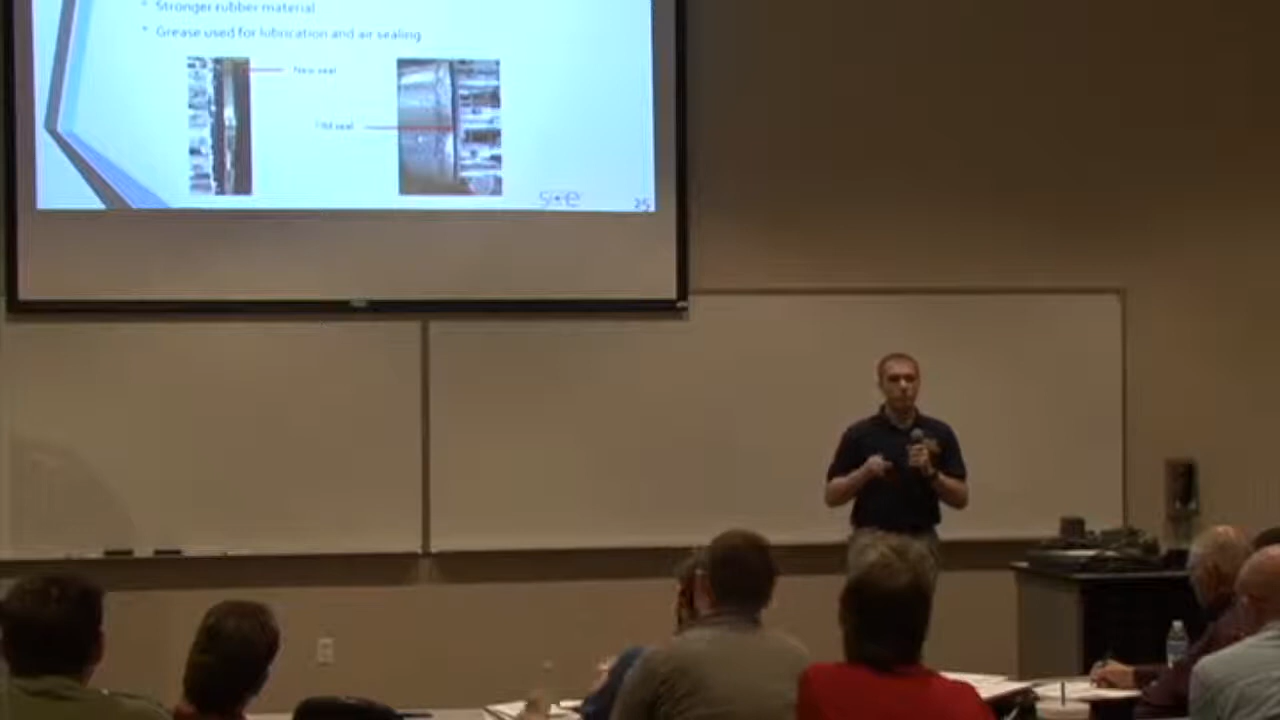 Stronger rubber material
Grease used for lubrication and air sealing
New seal
Old seal
25